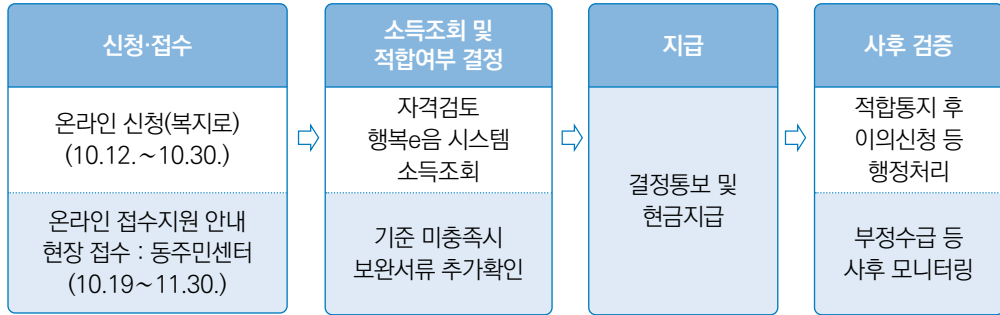 신청·접수
온라인 신청(복지로)
(10.12.~10.30.)
온라인 접수지원 안내
현장 접수 : 동주민센터
(10.19~11.30.)
소득조회 및
적합여부 결정
자격검토
행복e음 시스템
소득조회
기준 미충족시
보완서류 추가확인
지급
결정통보 및
현금지급
사후 검증
적합통지 후
이의신청 등
행정처리
부정수급 등
사후 모니터링